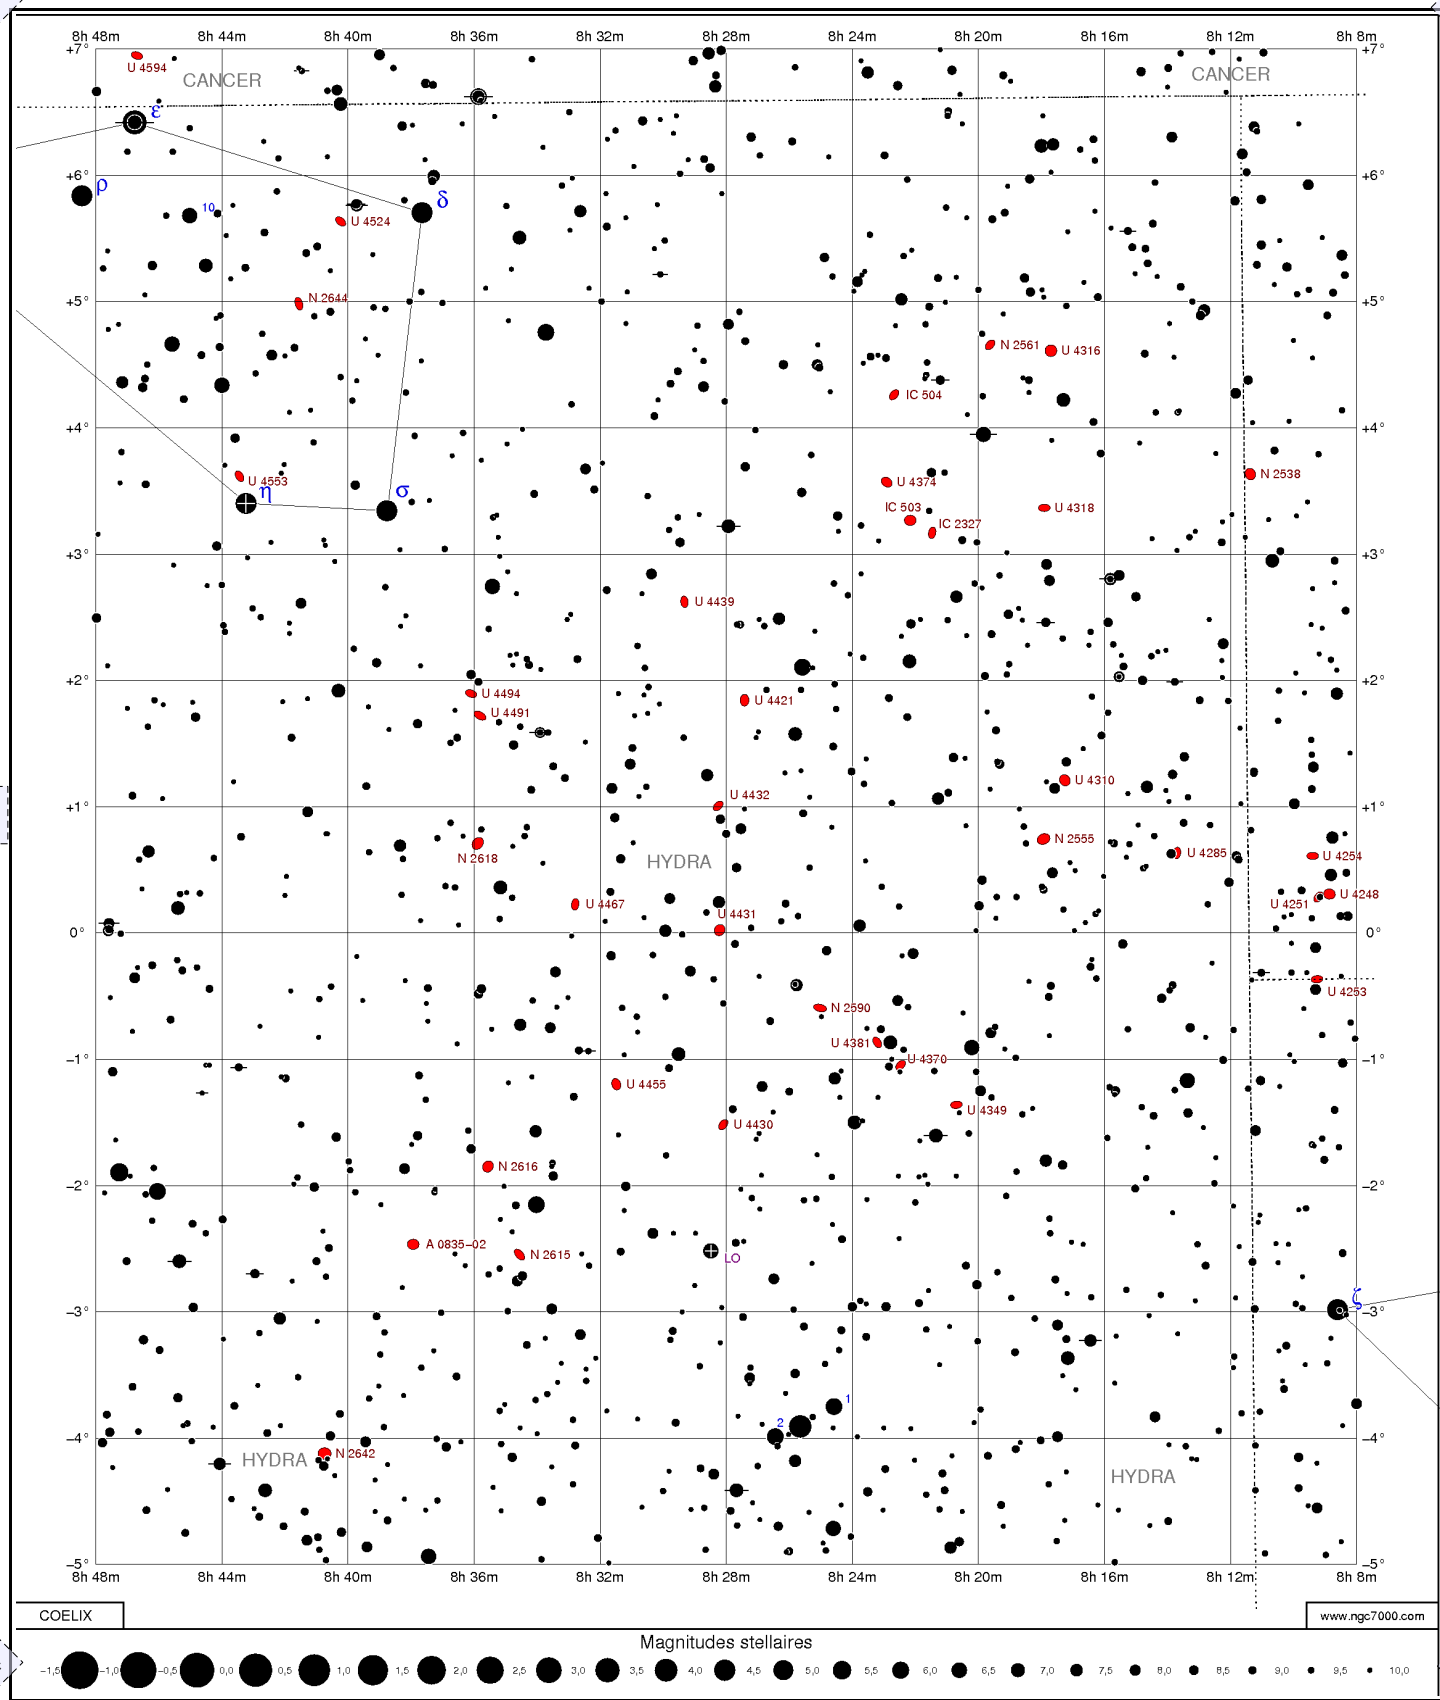 8h 48m 8h 44m 8h 40m 8h 36m 8h 32m 8h 28m 8h 24m 8h 20m 8h 16m 8h 12m 8h 8m
+7° +7°
U 4594
CANCER CANCER
ε
+6° +6°
ρ
10
δ
U 4524
+5° N 2644 +5°
N 2561 U 4316
IC 504
+4° +4°
U 4553 U 4374 N 2538
η σ
IC 503 U 4318
IC 2327
+3° +3°
U 4439
+2° +2°
U 4494 U 4421
U 4491
U 4310
+1° U 4432 +1°
N 2555
N 2618 HYDRA U 4285 U 4254
U 4467 U 4251 U 4248
U 4431
0° 0°
U 4253
N 2590
U 4381
-1° U 4370 -1°
U 4455
U 4349
U 4430
N 2616
-2° -2°
A 0835-02
N 2615 LO
ζ
-3° -3°
1
2
-4° -4°
HYDRA N 2642
HYDRA
-5° -5°
8h 48m 8h 44m 8h 40m 8h 36m 8h 32m 8h 28m 8h 24m 8h 20m 8h 16m 8h 12m 8h 8m
COELIX www.ngc7000.com
Magnitudes stellaires
-1,5 -1,0 -0,5 0,0 0,5 1,0 1,5 2,0 2,5 3,0 3,5 4,0 4,5 5,0 5,5 6,0 6,5 7,0 7,5 8,0 8,5 9,0 9,5 10,0